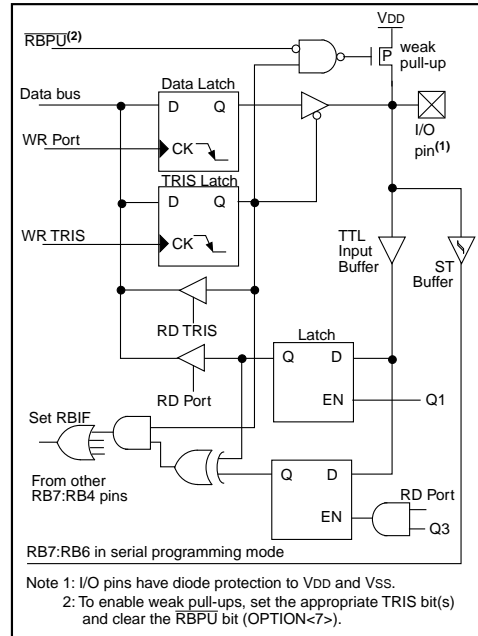 VDD
RBPU(2)
P
weak
pull-up
Data Latch
Data bus
D
Q
WR Port
CK
I/O
pin(1)
TRIS Latch
D
Q
WR TRIS
CK
TTL
Input
Buffer
ST
Buffer
RD TRIS
Latch
Q
D
RD Port
EN
Q1
Set RBIF
From other
RB7:RB4 pins
Q
D
RD Port
EN
Q3
RB7:RB6 in serial programming mode
Note 1: I/O pins have diode protection to VDD and VSS.
2: To enable weak pull-ups, set the appropriate TRIS bit(s)
and clear the RBPU bit (OPTION<7>).